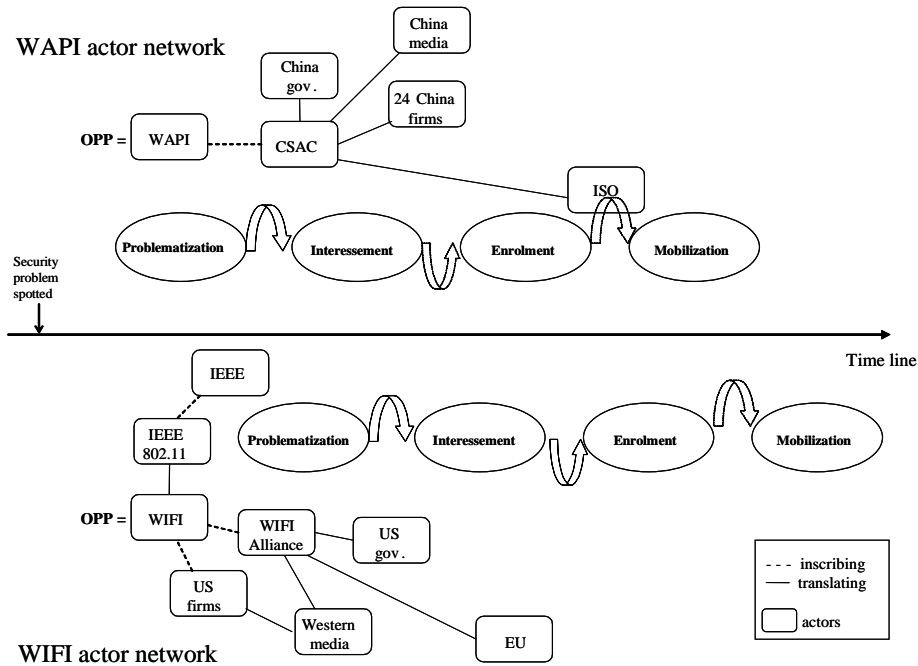 WAPI actor network
China
media
China
gov.
24 China
firms
OPP =
WAPI
CSAC
ISO
Problematization
Interessement
Enrolment
Mobilization
Security
problem
spotted
Time line
IEEE
IEEE
802.11
Problematization
Interessement
Enrolment
Mobilization
OPP =
WIFI
WIFI
Alliance
US
gov.
US
firms
Western
media
EU
inscribing
translating
actors
WIFI actor network